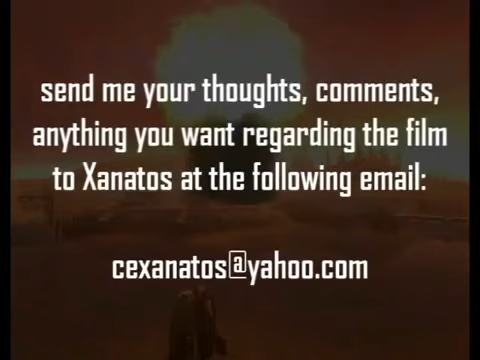 send me your thoughts, comments,
anything you want regarding the film
to Xanatos at the following email:
cexanatos@yahoo.com